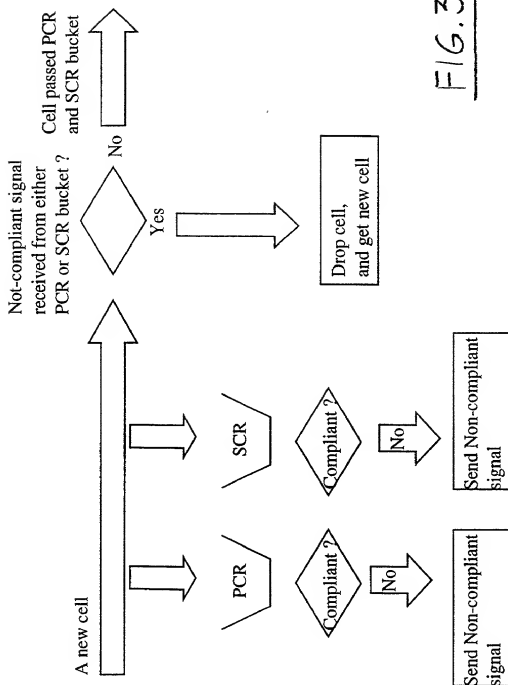 A new cell
Not-compliant signal
received from either
PCR or SCR bucket ?
Cell passed PCR
and SCR bucket
No
Yes
Drop cell,
and get new cell
PCR
SCR
Compliant ?
Compliant ?
No
No
Send Non-compliant
signal
Send Non-compliant
signal
FIG. 3